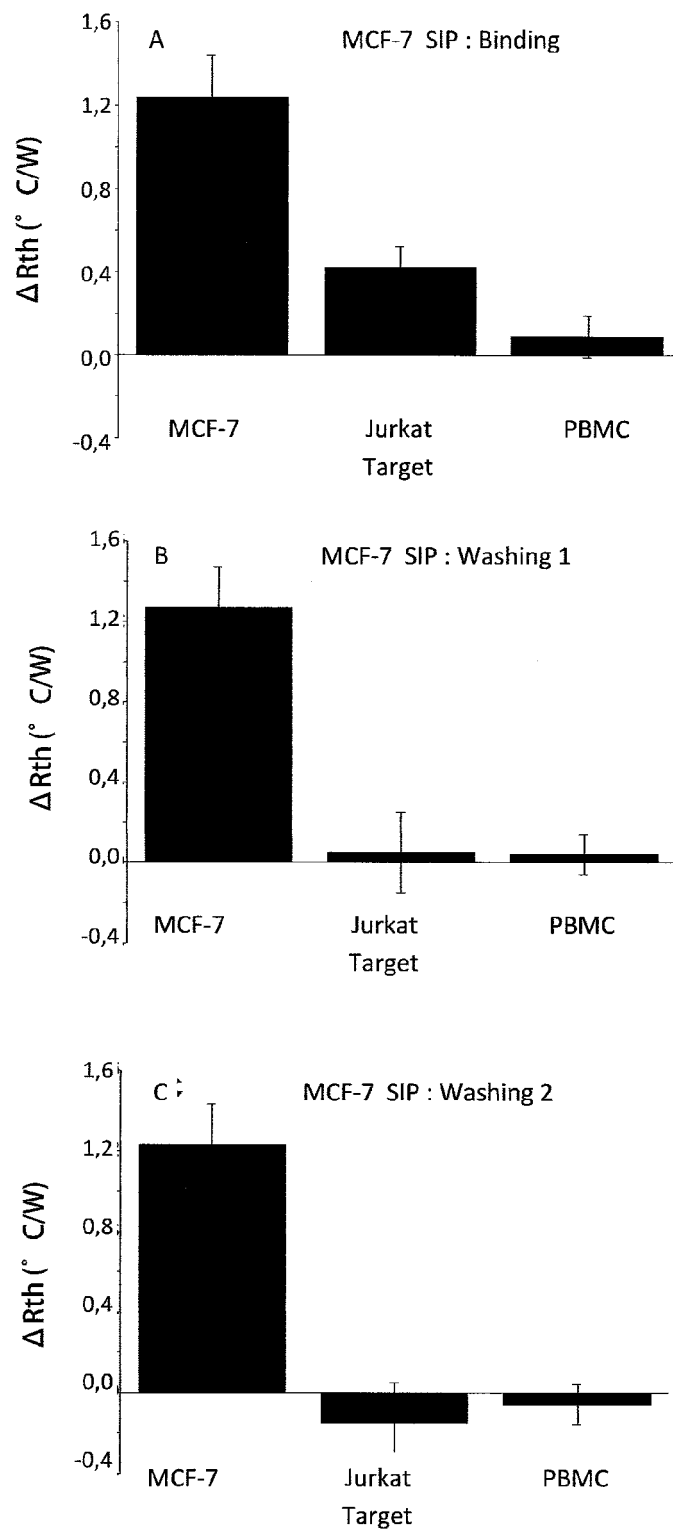 A MCF-7 SIP : Binding
1,6
1,2
0,8
0,4
0,0
-0,4
Δ Rth (° C/W)
MCF-7 Jurkat PBMC
Target
B MCF-7 SIP : Washing 1
1,6
1,2
0,8
0,4
0,0
-0,4
Δ Rth (° C/W)
MCF-7 Jurkat PBMC
Target
C MCF-7 SIP : Washing 2
1,6
1,2
0,8
0,4
0,0
-0,4
Δ Rth (° C/W)
MCF-7 Jurkat PBMC
Target